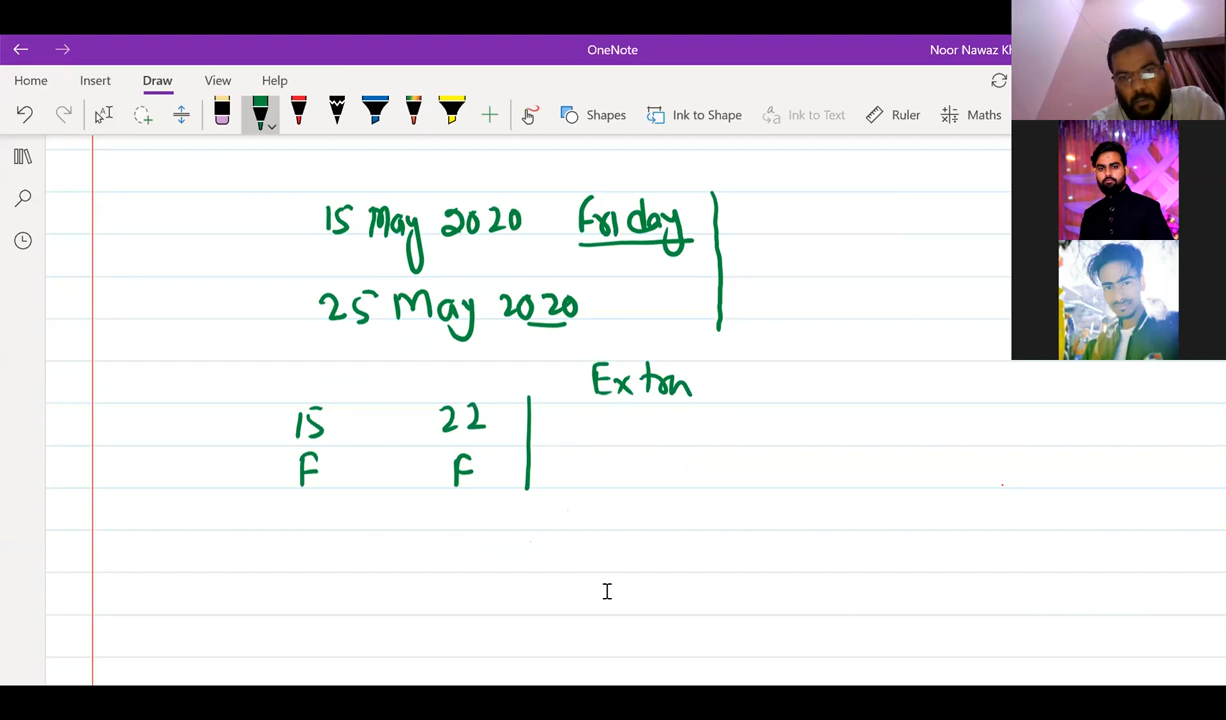 OneNote
Noor Nawaz Kh
Home Insert Draw View Help
Shapes Ink to Shape Ink to Text Ruler Maths
15 May 2020 Friday
25 May 2020
Extra
15 22
F F